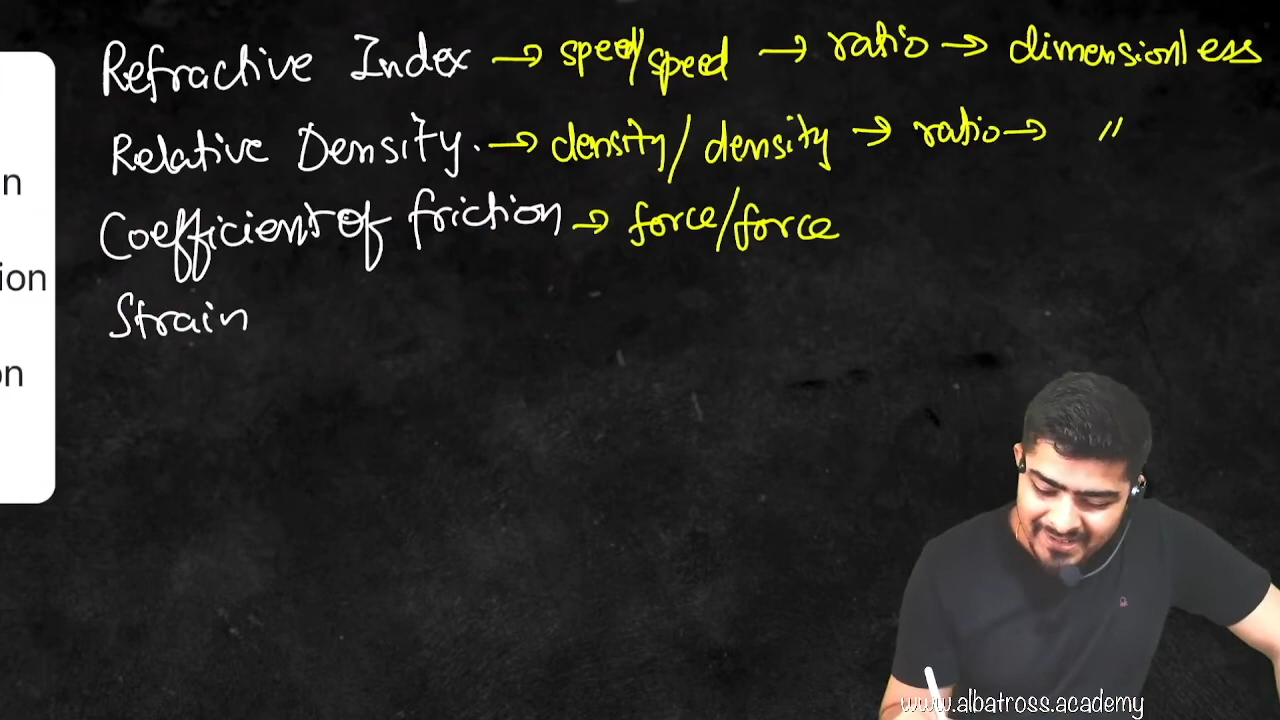 Refractive Index → speed/speed → ratio → dimensionless
n
Relative Density. → density/density → ratio → "
ion
Coefficient of friction → force/force
Strain
on
www.albatross.academy